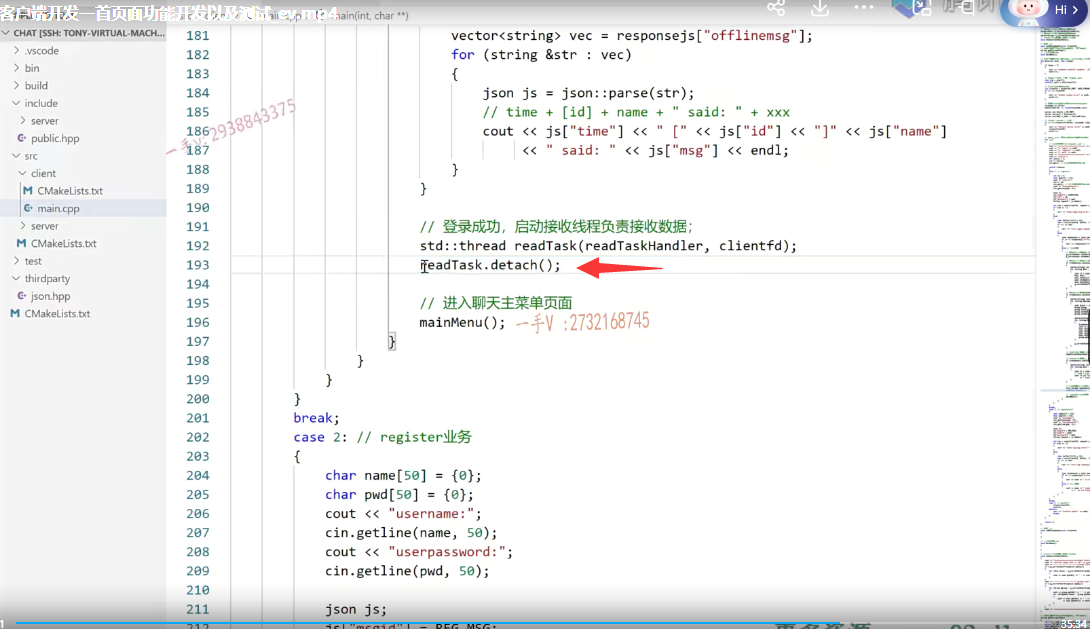 客户端开发—首页面功能开发以及测试_ev.mp4
main(int, char **)
Hi >
CHAT [SSH: TONY-VIRTUAL-MACH...
> .vscode
> bin
> build
include
> server
public.hpp
src
client
CMakeLists.txt
main.cpp
> server
CMakeLists.txt
> test
thirdparty
json.hpp
CMakeLists.txt
181 vector<string> vec = responsejs["offlinemsg"];
182 for (string &str : vec)
183 {
184 json js = json::parse(str);
185 // time + [id] + name + " said: " + xxx
186 cout << js["time"] << " [" << js["id"] << "]" << js["name"]
187 << " said: " << js["msg"] << endl;
188 }
189 }
190
191 // 登录成功，启动接收线程负责接收数据;
192 std::thread readTask(readTaskHandler, clientfd);
193 readTask.detach();
194
195 // 进入聊天主菜单页面
196 mainMenu();
197 }
198 }
199 }
200 }
201 break;
202 case 2: // register业务
203 {
204 char name[50] = {0};
205 char pwd[50] = {0};
206 cout << "username:";
207 cin.getline(name, 50);
208 cout << "userpassword:";
209 cin.getline(pwd, 50);
210
211 json js;
212 js["msgid"] = REG_MSG;
一手V:2938843375
一手V :2732168745
35:34